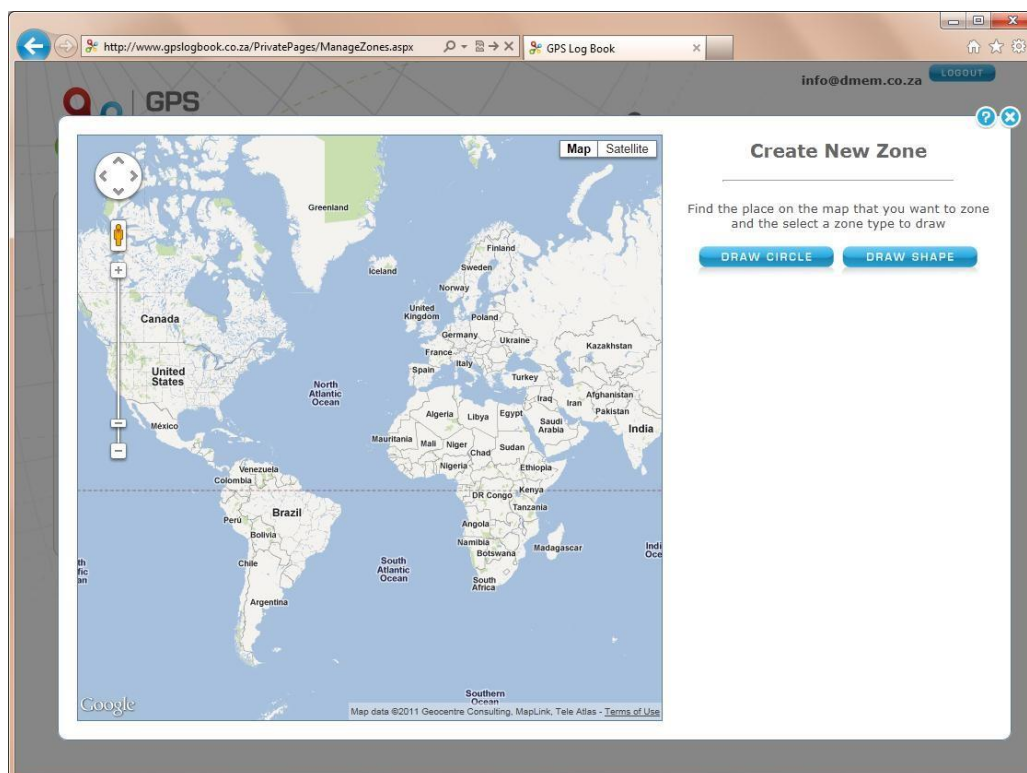 http://www.gpslogbook.co.za/PrivatePages/ManageZones.aspx
GPS Log Book
info@dmem.co.za
LOGOUT
GPS
Map
Satellite
Create New Zone
Find the place on the map that you want to zone
and the select a zone type to draw
DRAW CIRCLE
DRAW SHAPE
Greenland
Iceland
Finland
Sweden
Norway
United
Kingdom
Poland
Germany
Ukraine
France
Italy
Spain
Turkey
Kazakhstan
Canada
United
States
North
Atlantic
Ocean
México
Iraq
Iran
Afghanistan
Pakistan
Algeria
Libya
Egypt
Saudi
Arabia
India
Mauritania
Mali
Niger
Chad
Sudan
Nigeria
Ethiopia
Venezuela
Colombia
DR Congo
Kenya
Tanzania
Brazil
Perú
Bolivia
Angola
Namibia
Botswana
Madagascar
Chile
South
Atlantic
Ocean
South
Africa
Indi
Oce
th
fic
an
Argentina
Southern
Ocean
Google
Map data ©2011 Geocentre Consulting, MapLink, Tele Atlas - Terms of Use